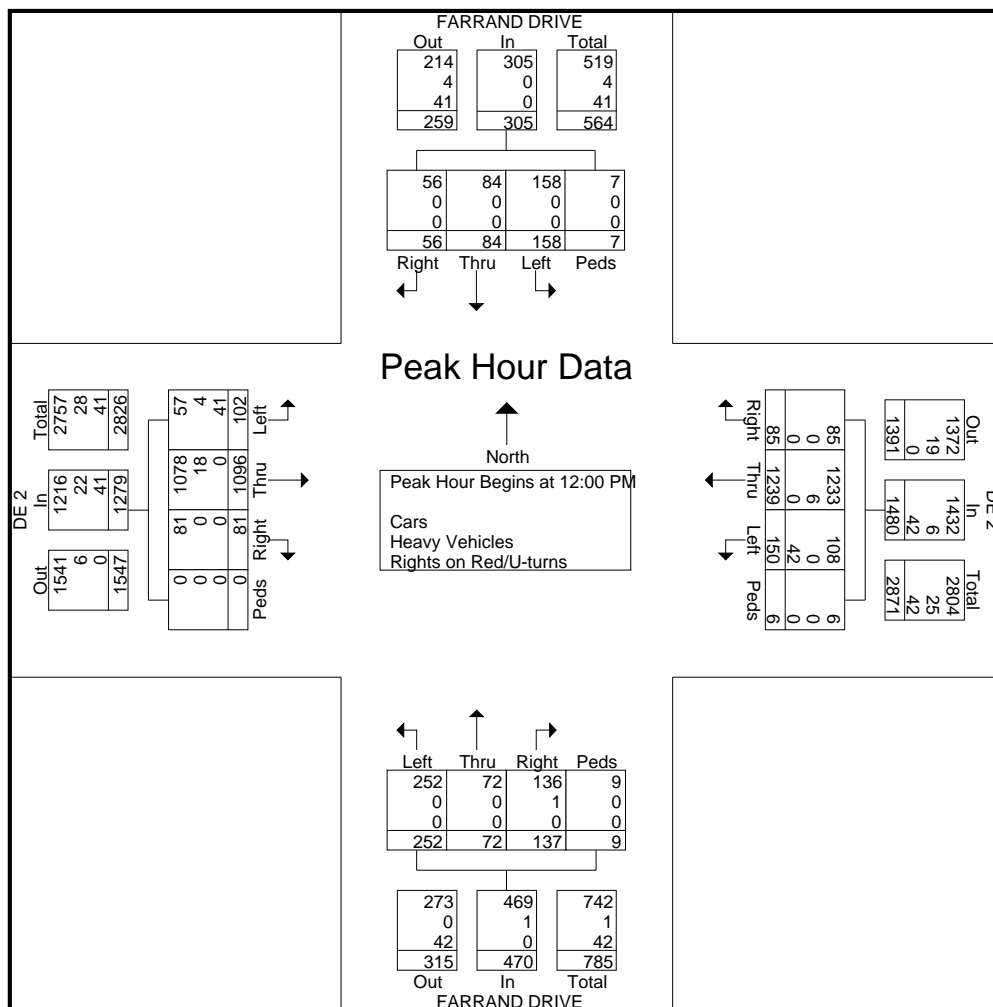 FARRAND DRIVE
Out In Total
214 305 519
4 0 4
41 0 41
259 305 564
56 84 158 7
0 0 0 0
0 0 0 0
56 84 158 7
Right Thru Left Peds
Peak Hour Data
North
Peak Hour Begins at 12:00 PM
Cars
Heavy Vehicles
Rights on Red/U-turns
DE 2
Total
2757
28
41
2826
In
1216
22
41
1279
Out
1541
6
0
1547
Left
57
4
41
102
Thru
1078
18
0
1096
Right
81
0
0
81
Peds
0
0
0
0
Right
85
0
0
85
Thru
1233
6
0
1239
Left
108
0
42
150
Peds
6
0
0
6
Out
1372
19
0
1391
DE 2
In
1432
6
42
1480
Total
2804
25
42
2871
Left Thru Right Peds
252 72 136 9
0 0 1 0
0 0 0 0
252 72 137 9
273 469 742
0 1 1
42 0 42
315 470 785
Out In Total
FARRAND DRIVE